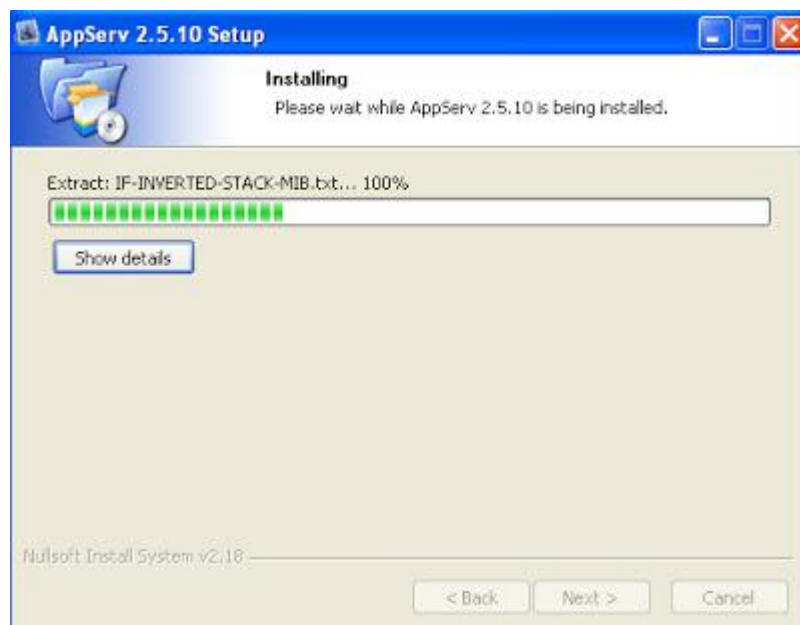 AppServ 2.5.10 Setup
Installing
Please wait while AppServ 2.5.10 is being installed.
Extract: IF-INVERTED-STACK-MIB.txt... 100%
Show details
Nullsoft Install System v2.18
< Back Next > Cancel